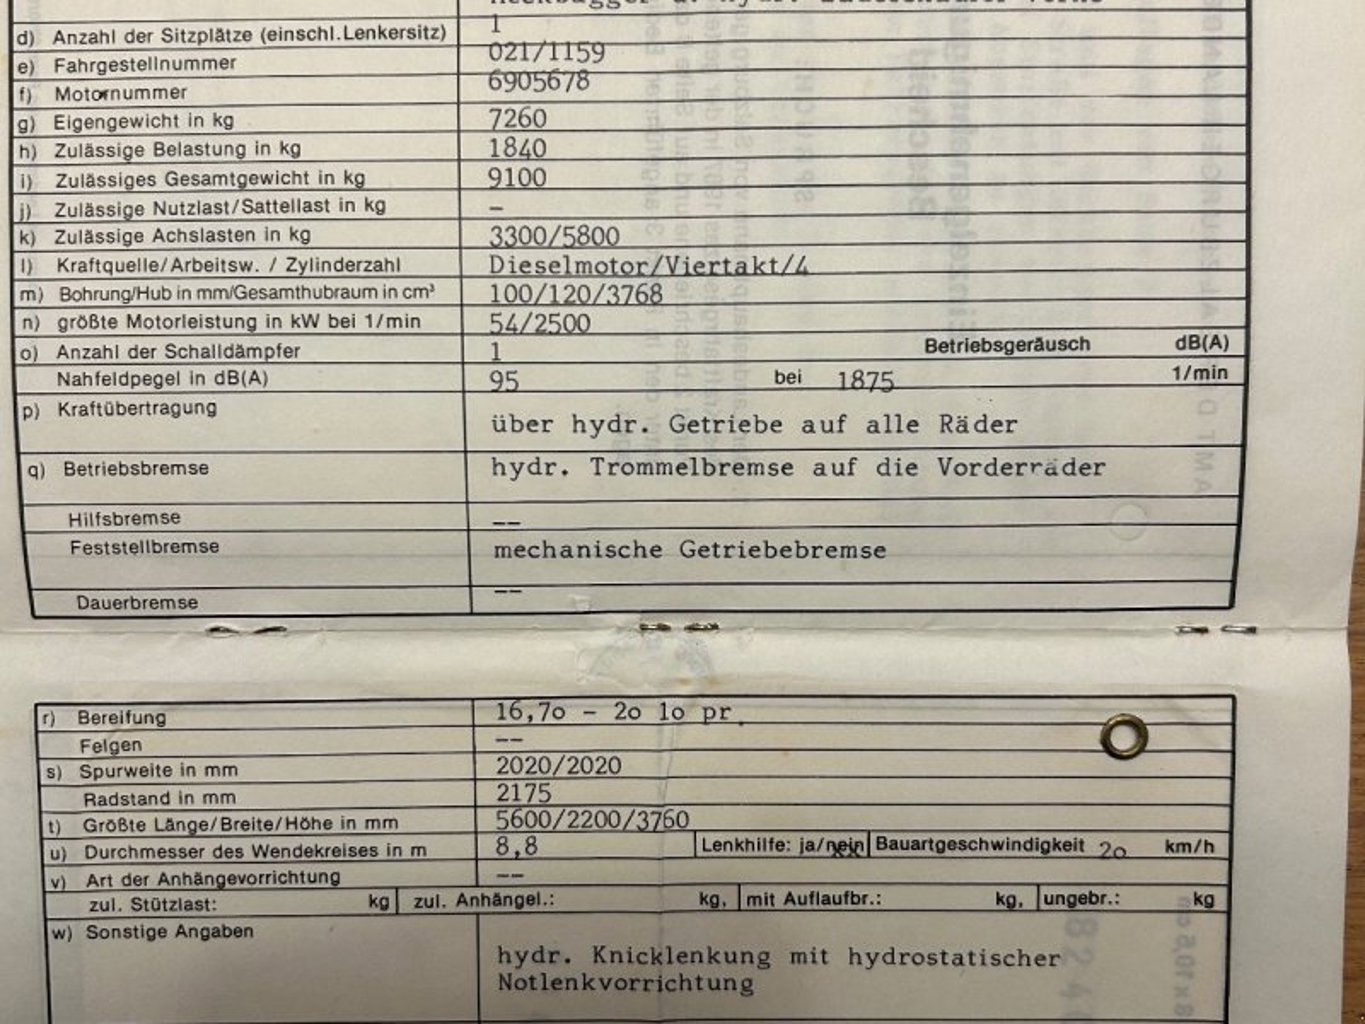 d) Anzahl der Sitzplätze (einschl.Lenkersitz) 1
e) Fahrgestellnummer 021/1159
f) Motornummer 6905678
g) Eigengewicht in kg 7260
h) Zulässige Belastung in kg 1840
i) Zulässiges Gesamtgewicht in kg 9100
j) Zulässige Nutzlast/Sattellast in kg –
k) Zulässige Achslasten in kg 3300/5800
l) Kraftquelle/Arbeitsw. / Zylinderzahl Dieselmotor/Viertakt/4
m) Bohrung/Hub in mm/Gesamthubraum in cm³ 100/120/3768
n) größte Motorleistung in kW bei 1/min 54/2500
o) Anzahl der Schalldämpfer 1 Betriebsgeräusch dB(A)
Nahfeldpegel in dB(A) 95 bei 1875 1/min
p) Kraftübertragung über hydr. Getriebe auf alle Räder
q) Betriebsbremse hydr. Trommelbremse auf die Vorderräder
Hilfsbremse --
Feststellbremse mechanische Getriebebremse
Dauerbremse --
r) Bereifung 16,7o - 2o 1o pr.
Felgen --
s) Spurweite in mm 2020/2020
Radstand in mm 2175
t) Größte Länge/Breite/Höhe in mm 5600/2200/3760
u) Durchmesser des Wendekreises in m 8,8 Lenkhilfe: ja/nein Bauartgeschwindigkeit 2o km/h
v) Art der Anhängevorrichtung --
zul. Stützlast: kg zul. Anhängel.: kg, mit Auflaufbr.: kg, ungebr.: kg
w) Sonstige Angaben
hydr. Knicklenkung mit hydrostatischer
Notlenkvorrichtung